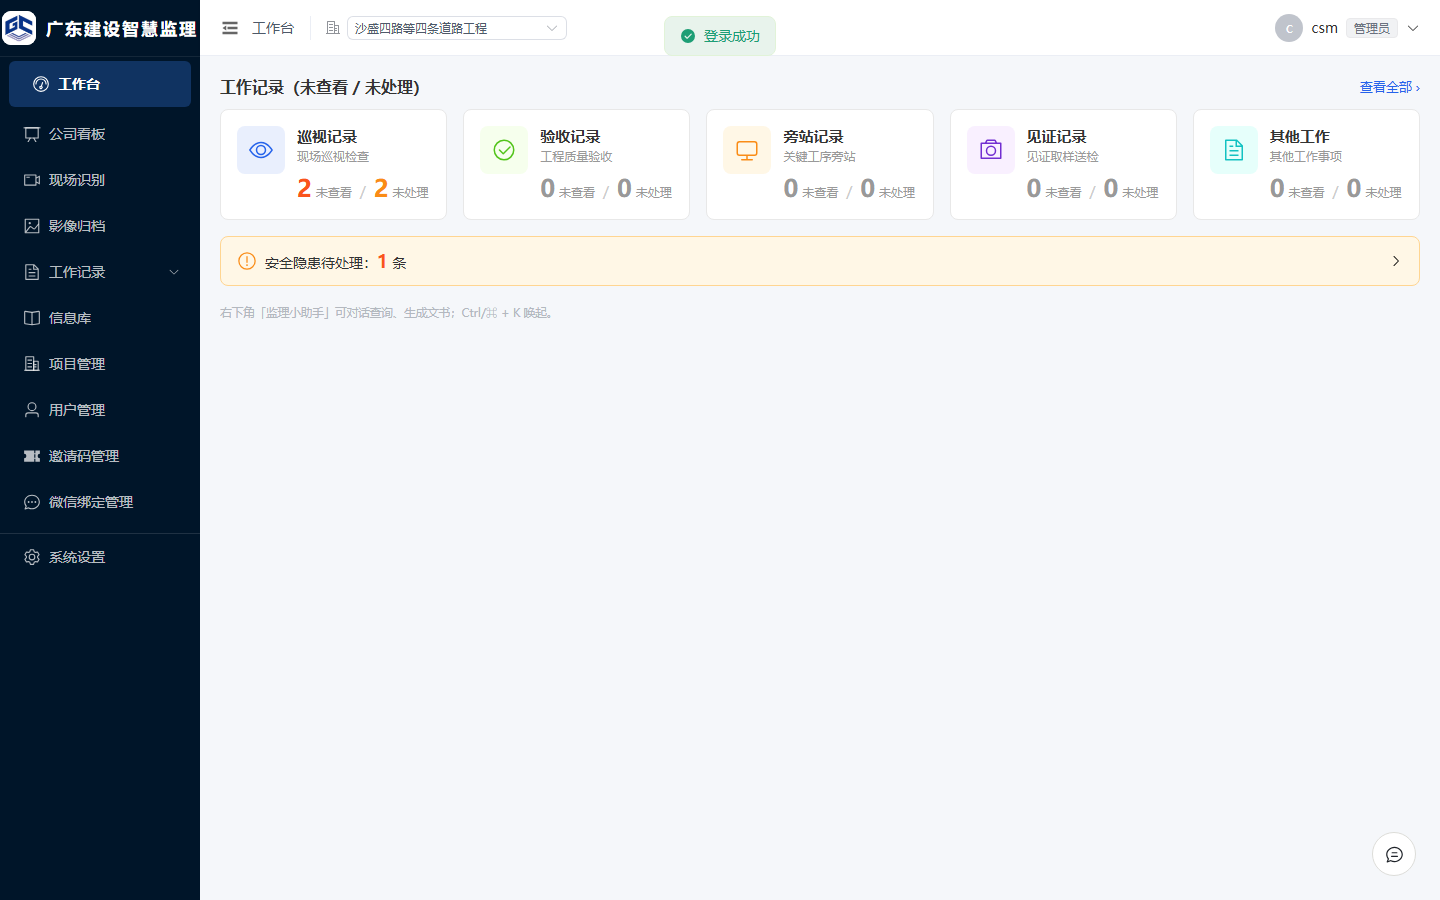 广东建设智慧监理
工作台
公司看板
现场识别
影像归档
工作记录
信息库
项目管理
用户管理
邀请码管理
微信绑定管理
系统设置
工作台
沙盛四路等四条道路工程
登录成功
c csm 管理员
工作记录（未查看 / 未处理）
查看全部 ›
巡视记录
现场巡视检查
2 未查看 / 2 未处理
验收记录
工程质量验收
0 未查看 / 0 未处理
旁站记录
关键工序旁站
0 未查看 / 0 未处理
见证记录
见证取样送检
0 未查看 / 0 未处理
其他工作
其他工作事项
0 未查看 / 0 未处理
安全隐患待处理：1 条
右下角「监理小助手」可对话查询、生成文书；Ctrl/⌘ + K 唤起。